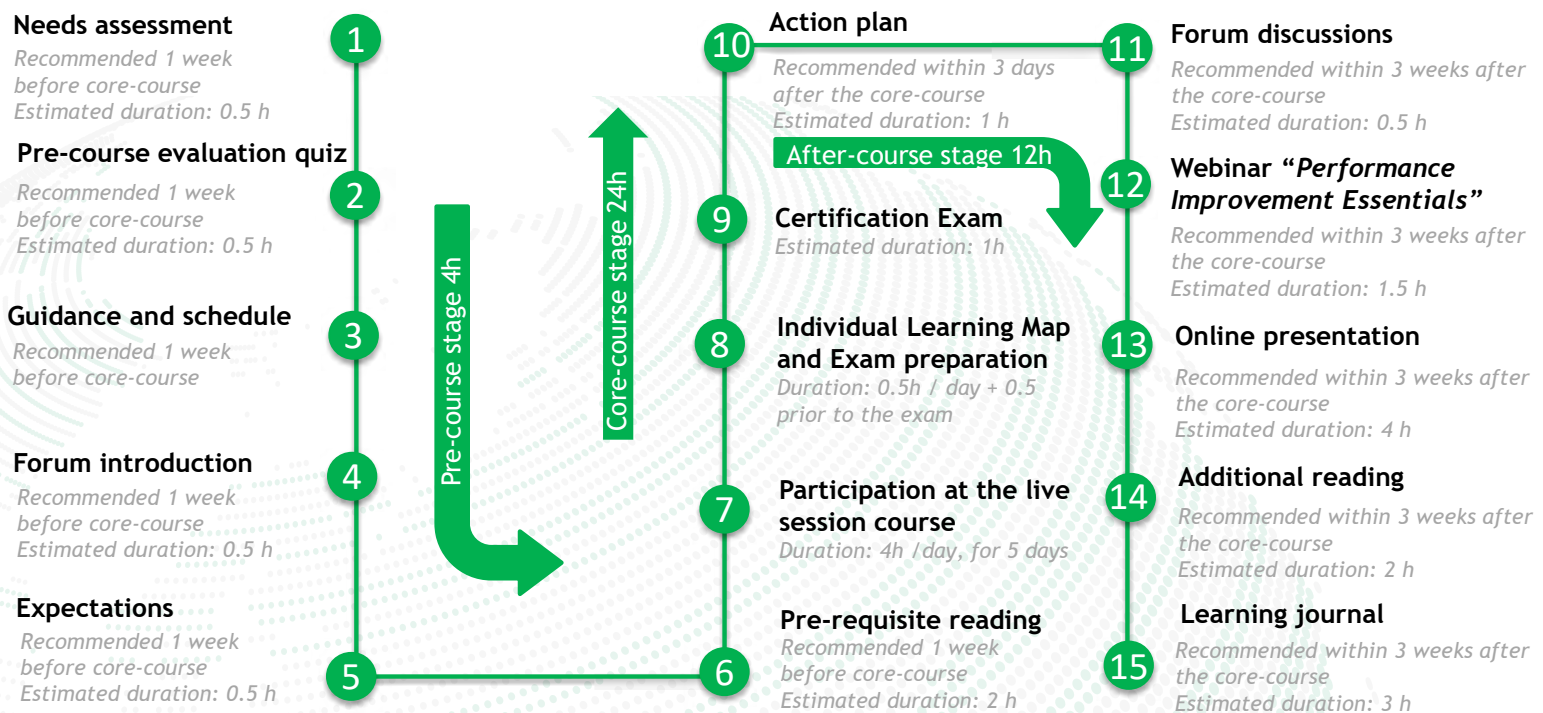 1
Needs assessment
Recommended 1 week
before core-course
Estimated duration: 0.5 h
2
Pre-course evaluation quiz
Recommended 1 week
before core-course
Estimated duration: 0.5 h
3
Guidance and schedule
Recommended 1 week
before core-course
4
Forum introduction
Recommended 1 week
before core-course
Estimated duration: 0.5 h
5
Expectations
Recommended 1 week
before core-course
Estimated duration: 0.5 h
Pre-course stage 4h
Core-course stage 24h
6
Pre-requisite reading
Recommended 1 week
before core-course
Estimated duration: 2 h
7
Participation at the live
session course
Duration: 4h /day, for 5 days
8
Individual Learning Map
and Exam preparation
Duration: 0.5h / day + 0.5
prior to the exam
9
Certification Exam
Estimated duration: 1h
10
Action plan
Recommended within 3 days
after the core-course
Estimated duration: 1 h
After-course stage 12h
11
Forum discussions
Recommended within 3 weeks after
the core-course
Estimated duration: 0.5 h
12
Webinar “Performance
Improvement Essentials”
Recommended within 3 weeks after
the core-course
Estimated duration: 1.5 h
13
Online presentation
Recommended within 3 weeks after
the core-course
Estimated duration: 4 h
14
Additional reading
Recommended within 3 weeks after
the core-course
Estimated duration: 2 h
15
Learning journal
Recommended within 3 weeks after
the core-course
Estimated duration: 3 h